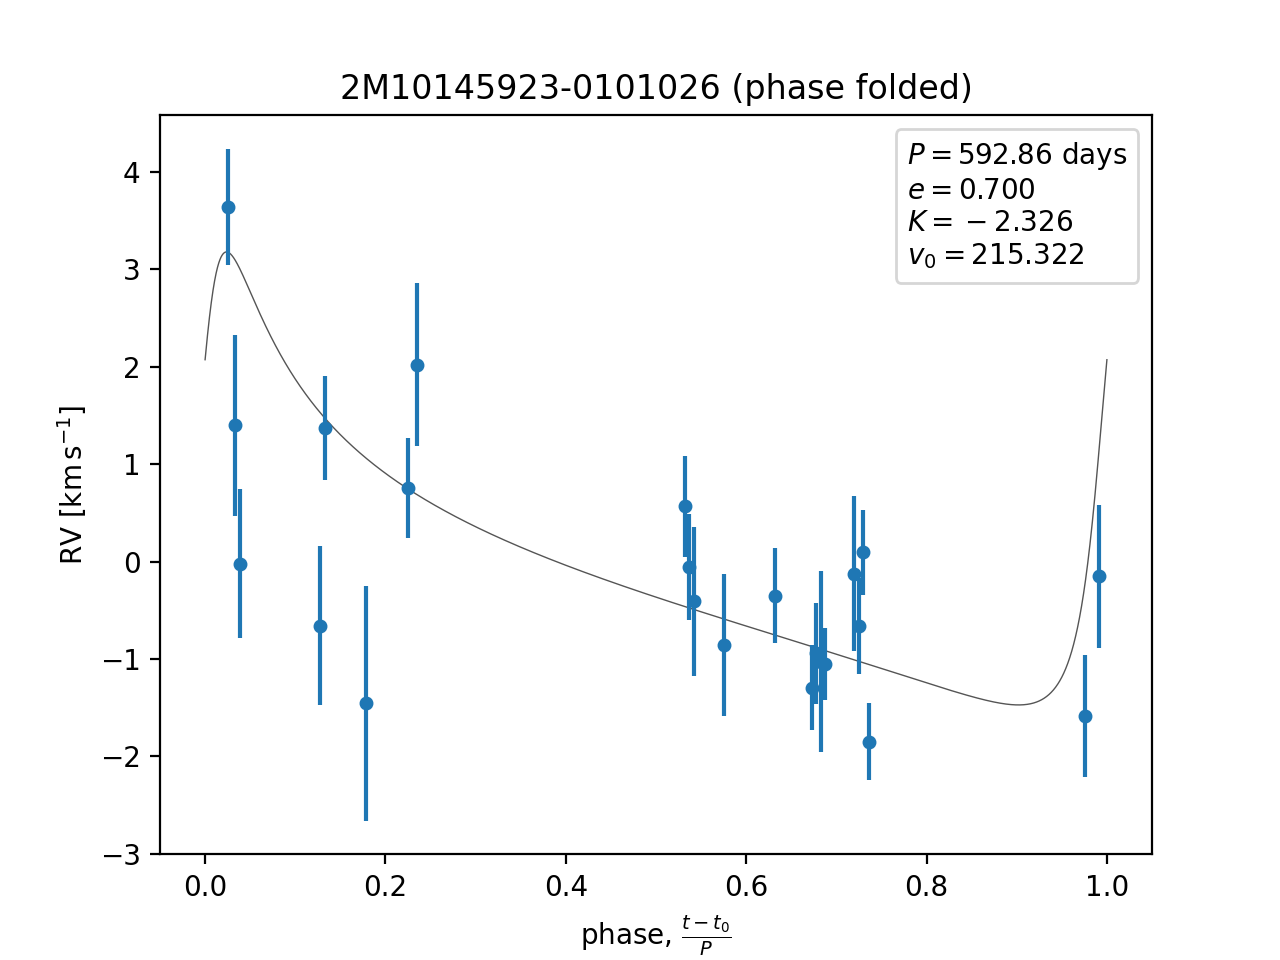 2M10145923-0101026 (phase folded)
P = 592.86 days
e = 0.700
K = − 2.326
v₀ = 215.322
RV [km s⁻¹]
4
3
2
1
0
−1
−2
−3
0.0 0.2 0.4 0.6 0.8 1.0
phase, (t − t₀)/P